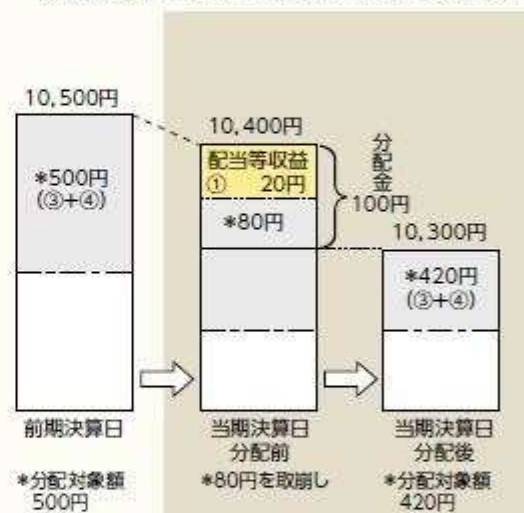 10,500円
*500円
(③+④)
前期決算日
*分配対象額
500円
10,400円
配当等収益
① 20円
*80円
分配金
100円
当期決算日
分配前
*80円を取崩し
10,300円
*420円
(③+④)
当期決算日
分配後
*分配対象額
420円